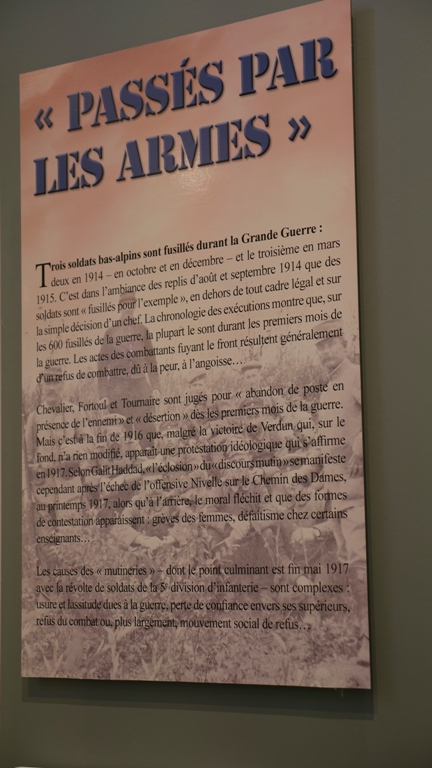 « PASSÉS PAR
LES ARMES »
Trois soldats bas-alpins sont fusillés durant la Grande Guerre :
deux en 1914 – en octobre et en décembre – et le troisième en mars
1915. C'est dans l'ambiance des replis d'août et septembre 1914 que des
soldats sont « fusillés pour l'exemple », en dehors de tout cadre légal et sur
la simple décision d'un chef. La chronologie des exécutions montre que, sur
les 600 fusillés de la guerre, la plupart le sont durant les premiers mois de
la guerre. Les actes des combattants fuyant le front résultent généralement
d'un refus de combattre, dû à la peur, à l'angoisse…
Chevalier, Fortoul et Tournaire sont jugés pour « abandon de poste en
présence de l'ennemi » et « désertion » dès les premiers mois de la guerre.
Mais c'est à la fin de 1916 que, malgré la victoire de Verdun qui, sur le
fond, n'a rien modifié, apparaît une protestation idéologique qui s'affirme
en 1917. Selon Galit Haddad, « l'éclosion » du « discours mutin » se manifeste
cependant après l'échec de l'offensive Nivelle sur le Chemin des Dames,
au printemps 1917, alors qu'à l'arrière, le moral fléchit et que des formes
de contestation apparaissent : grèves des femmes, défaitisme chez certains
enseignants…
Les causes des « mutineries » – dont le point culminant est fin mai 1917
avec la révolte de soldats de la 5e division d'infanterie – sont complexes :
usure et lassitude dues à la guerre, perte de confiance envers ses supérieurs,
refus du combat ou, plus largement, mouvement social de refus…